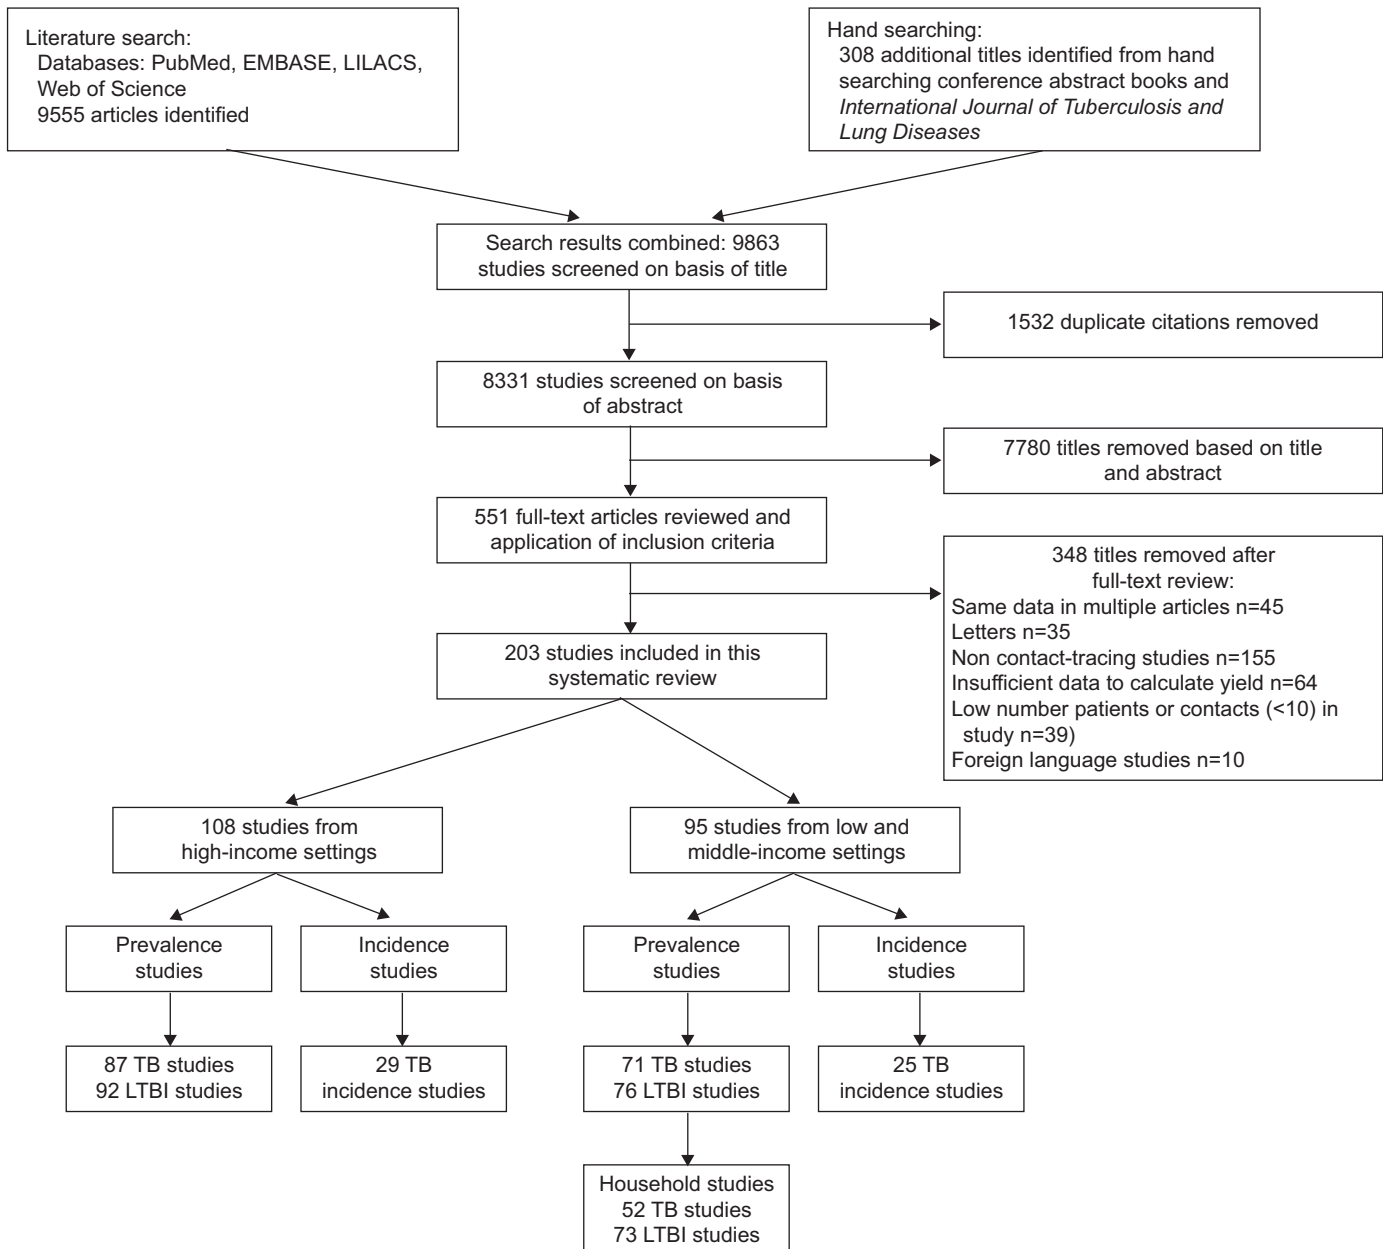 Literature search:
Databases: PubMed, EMBASE, LILACS,
Web of Science
9555 articles identified
Hand searching:
308 additional titles identified from hand
searching conference abstract books and
International Journal of Tuberculosis and
Lung Diseases
Search results combined: 9863
studies screened on basis of title
1532 duplicate citations removed
8331 studies screened on basis
of abstract
7780 titles removed based on title
and abstract
551 full-text articles reviewed and
application of inclusion criteria
348 titles removed after
full-text review:
Same data in multiple articles n=45
Letters n=35
Non contact-tracing studies n=155
Insufficient data to calculate yield n=64
Low number patients or contacts (<10) in
study n=39)
Foreign language studies n=10
203 studies included in this
systematic review
108 studies from
high-income settings
95 studies from low and
middle-income settings
Prevalence
studies
Incidence
studies
Prevalence
studies
Incidence
studies
87 TB studies
92 LTBI studies
29 TB
incidence studies
71 TB studies
76 LTBI studies
25 TB
incidence studies
Household studies
52 TB studies
73 LTBI studies